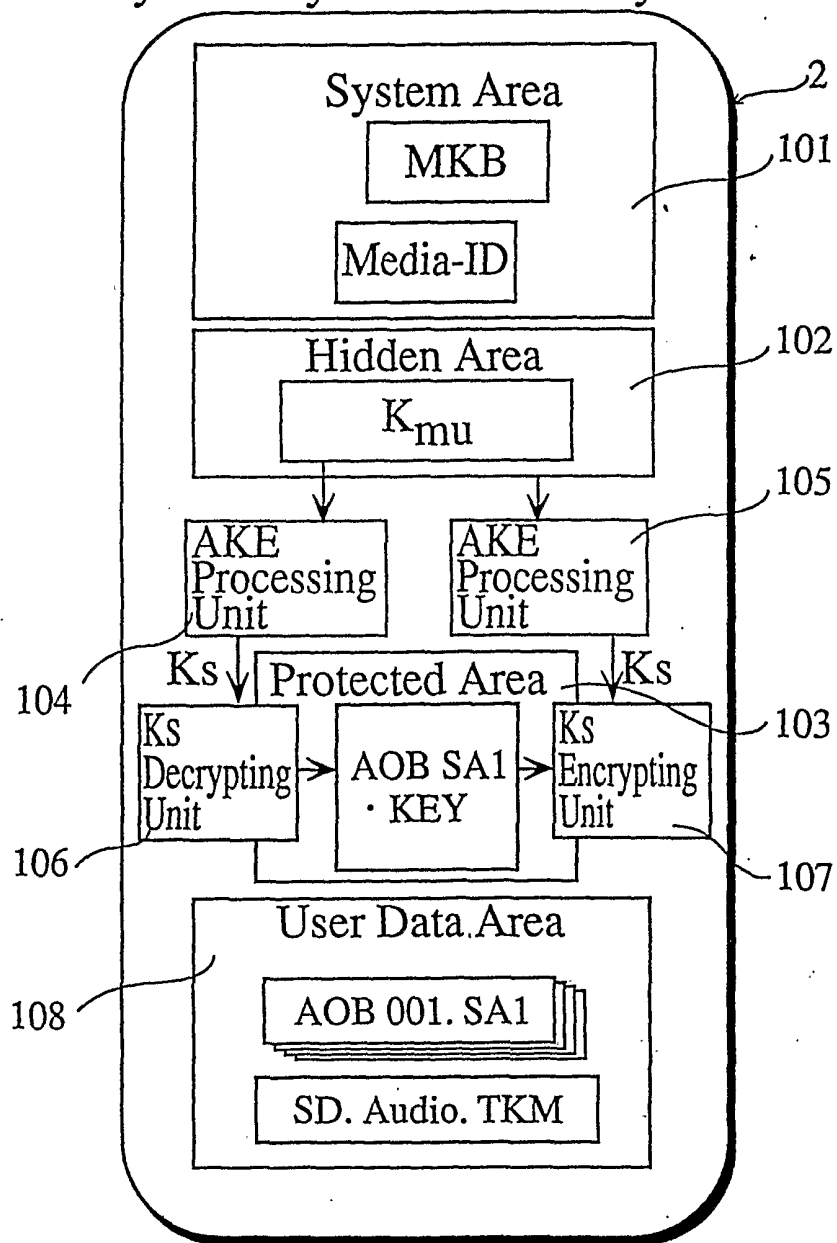 2
System Area
MKB
101
Media-ID
Hidden Area
102
Kmu
105
AKE
Processing
Unit
AKE
Processing
Unit
104
Ks
Ks
Protected Area
103
Ks
Decrypting
Unit
AOB SA1
· KEY
Ks
Encrypting
Unit
106
107
User Data Area
108
AOB 001. SA1
SD. Audio. TKM